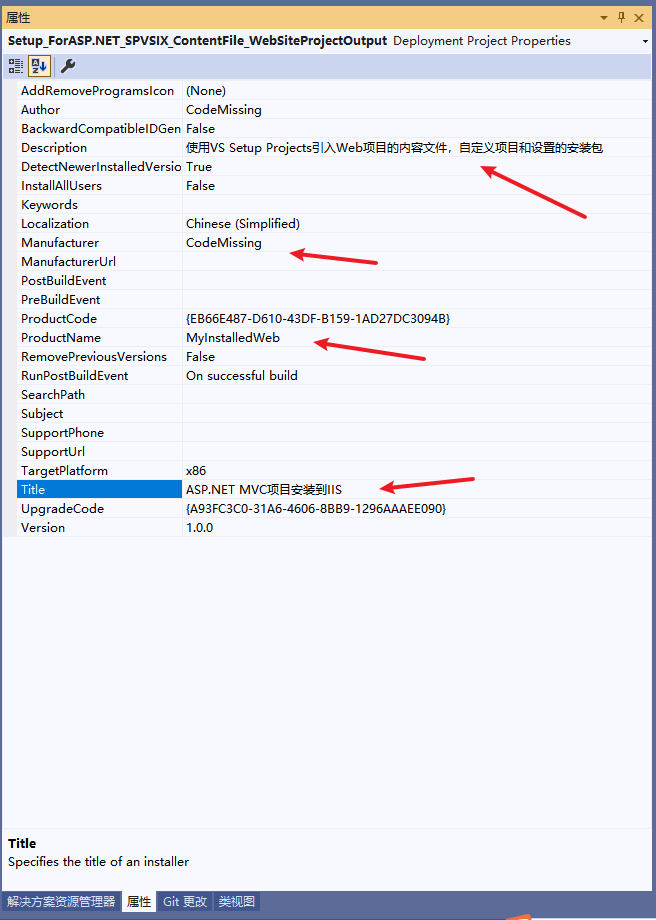 属性
Setup_ForASP.NET_SPVSIX_ContentFile_WebSiteProjectOutput Deployment Project Properties
AddRemoveProgramsIcon (None)
Author CodeMissing
BackwardCompatibleIDGen False
Description 使用VS Setup Projects引入Web项目的内容文件，自定义项目和设置的安装包
DetectNewerInstalledVersio True
InstallAllUsers False
Keywords
Localization Chinese (Simplified)
Manufacturer CodeMissing
ManufacturerUrl
PostBuildEvent
PreBuildEvent
ProductCode {EB66E487-D610-43DF-B159-1AD27DC3094B}
ProductName MyInstalledWeb
RemovePreviousVersions False
RunPostBuildEvent On successful build
SearchPath
Subject
SupportPhone
SupportUrl
TargetPlatform x86
Title ASP.NET MVC项目安装到IIS
UpgradeCode {A93FC3C0-31A6-4606-8BB9-1296AAAEE090}
Version 1.0.0
Title
Specifies the title of an installer
解决方案资源管理器 属性 Git 更改 类视图